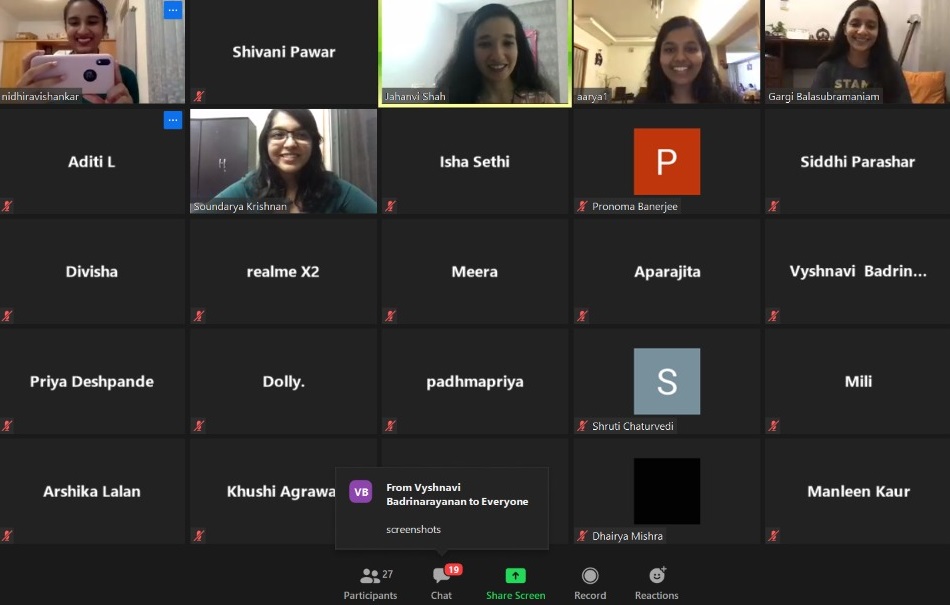 nidhiravishankar
Shivani Pawar
Jahanvi Shah
aarya1
Gargi Balasubramaniam
STAN
Aditi L
Soundarya Krishnan
Isha Sethi
P
Pronoma Banerjee
Siddhi Parashar
Divisha
realme X2
Meera
Aparajita
Vyshnavi Badrin...
Priya Deshpande
Dolly.
padhmapriya
S
Shruti Chaturvedi
Mili
Arshika Lalan
Khushi Agrawa
VB
From Vyshnavi
Badrinarayanan to Everyone
screenshots
Dhairya Mishra
Manleen Kaur
27
Participants
19
Chat
Share Screen
Record
Reactions